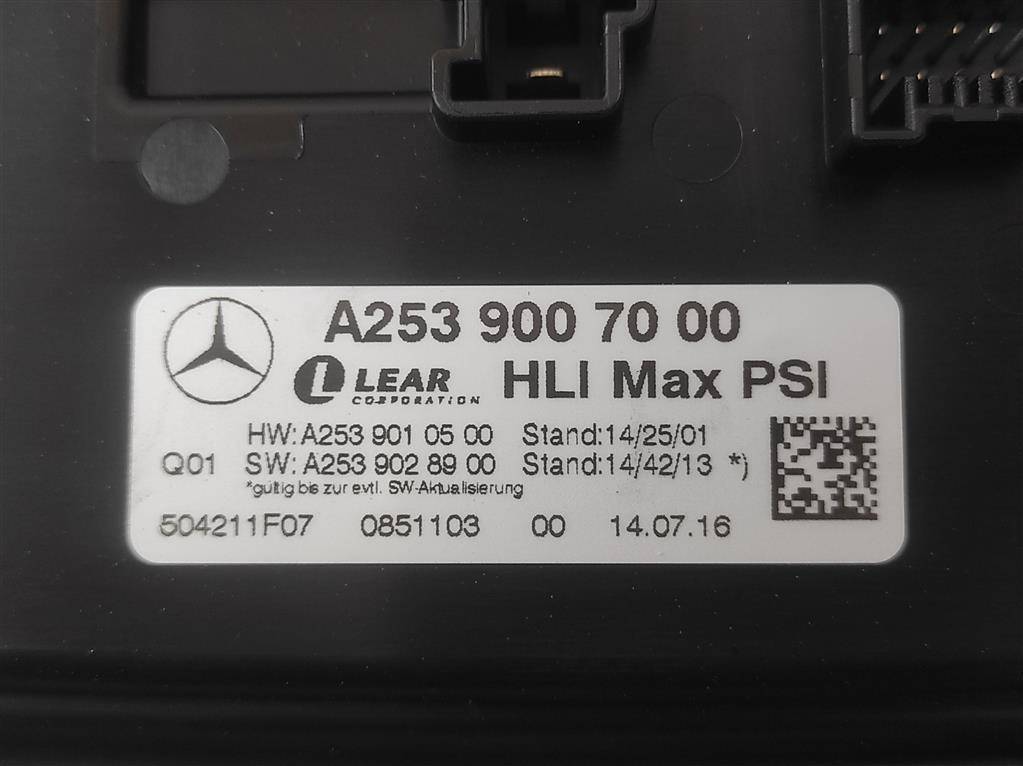 A253 900 70 00
LEAR CORPORATION HLI Max PSI
HW:A253 901 05 00 Stand:14/25/01
Q01 SW:A253 902 89 00 Stand:14/42/13 *)
*gültig bis zur evtl. SW-Aktualisierung
504211F07 0851103 00 14.07.16